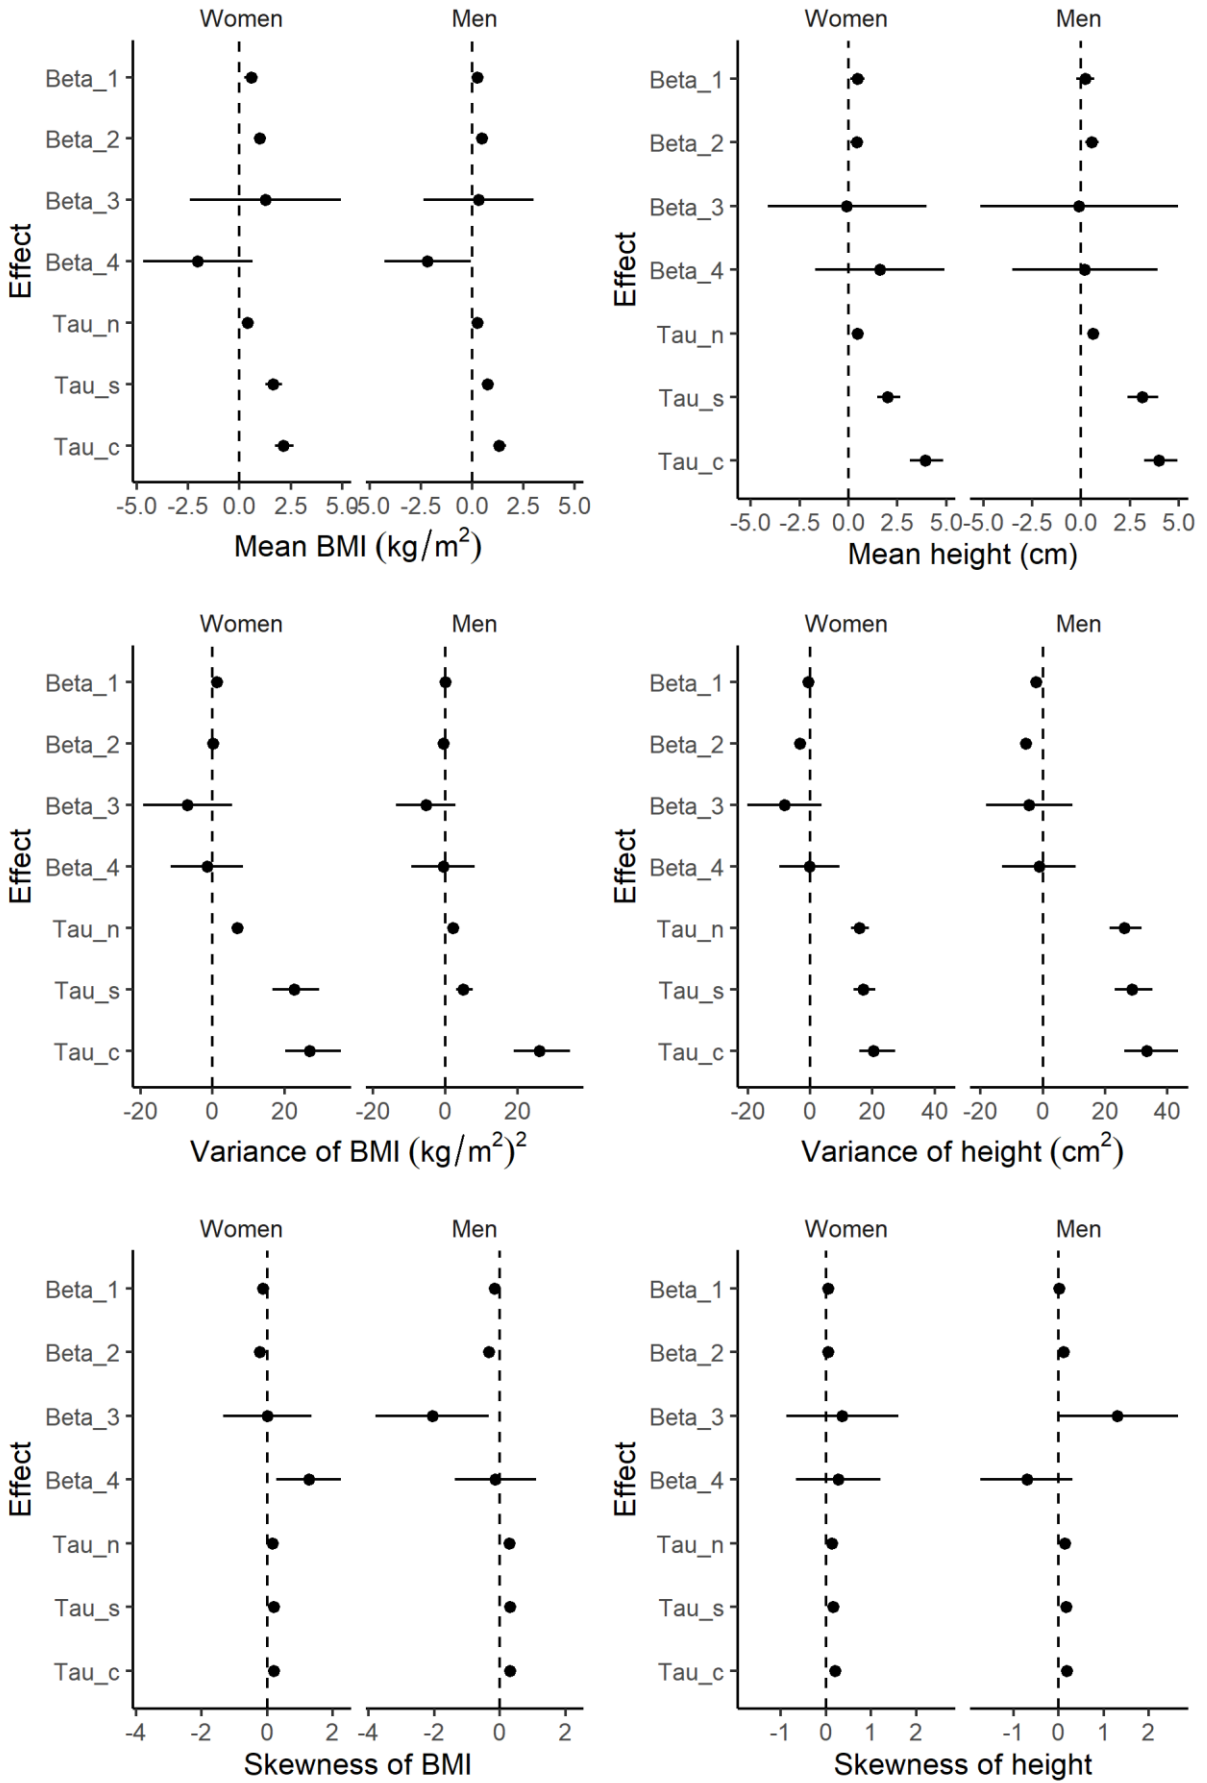 Women Men
Beta_1
Beta_2
Beta_3
Beta_4
Tau_n
Tau_s
Tau_c
Effect
-5.0 -2.5 0.0 2.5 5.0 -5.0 -2.5 0.0 2.5 5.0
Mean BMI (kg/m²)
Women Men
Beta_1
Beta_2
Beta_3
Beta_4
Tau_n
Tau_s
Tau_c
Effect
-5.0 -2.5 0.0 2.5 5.0 -5.0 -2.5 0.0 2.5 5.0
Mean height (cm)
Women Men
Beta_1
Beta_2
Beta_3
Beta_4
Tau_n
Tau_s
Tau_c
Effect
-20 0 20 -20 0 20
Variance of BMI (kg/m²)²
Women Men
Beta_1
Beta_2
Beta_3
Beta_4
Tau_n
Tau_s
Tau_c
Effect
-20 0 20 40 -20 0 20 40
Variance of height (cm²)
Women Men
Beta_1
Beta_2
Beta_3
Beta_4
Tau_n
Tau_s
Tau_c
Effect
-4 -2 0 2 -4 -2 0 2
Skewness of BMI
Women Men
Beta_1
Beta_2
Beta_3
Beta_4
Tau_n
Tau_s
Tau_c
Effect
-1 0 1 2 -1 0 1 2
Skewness of height